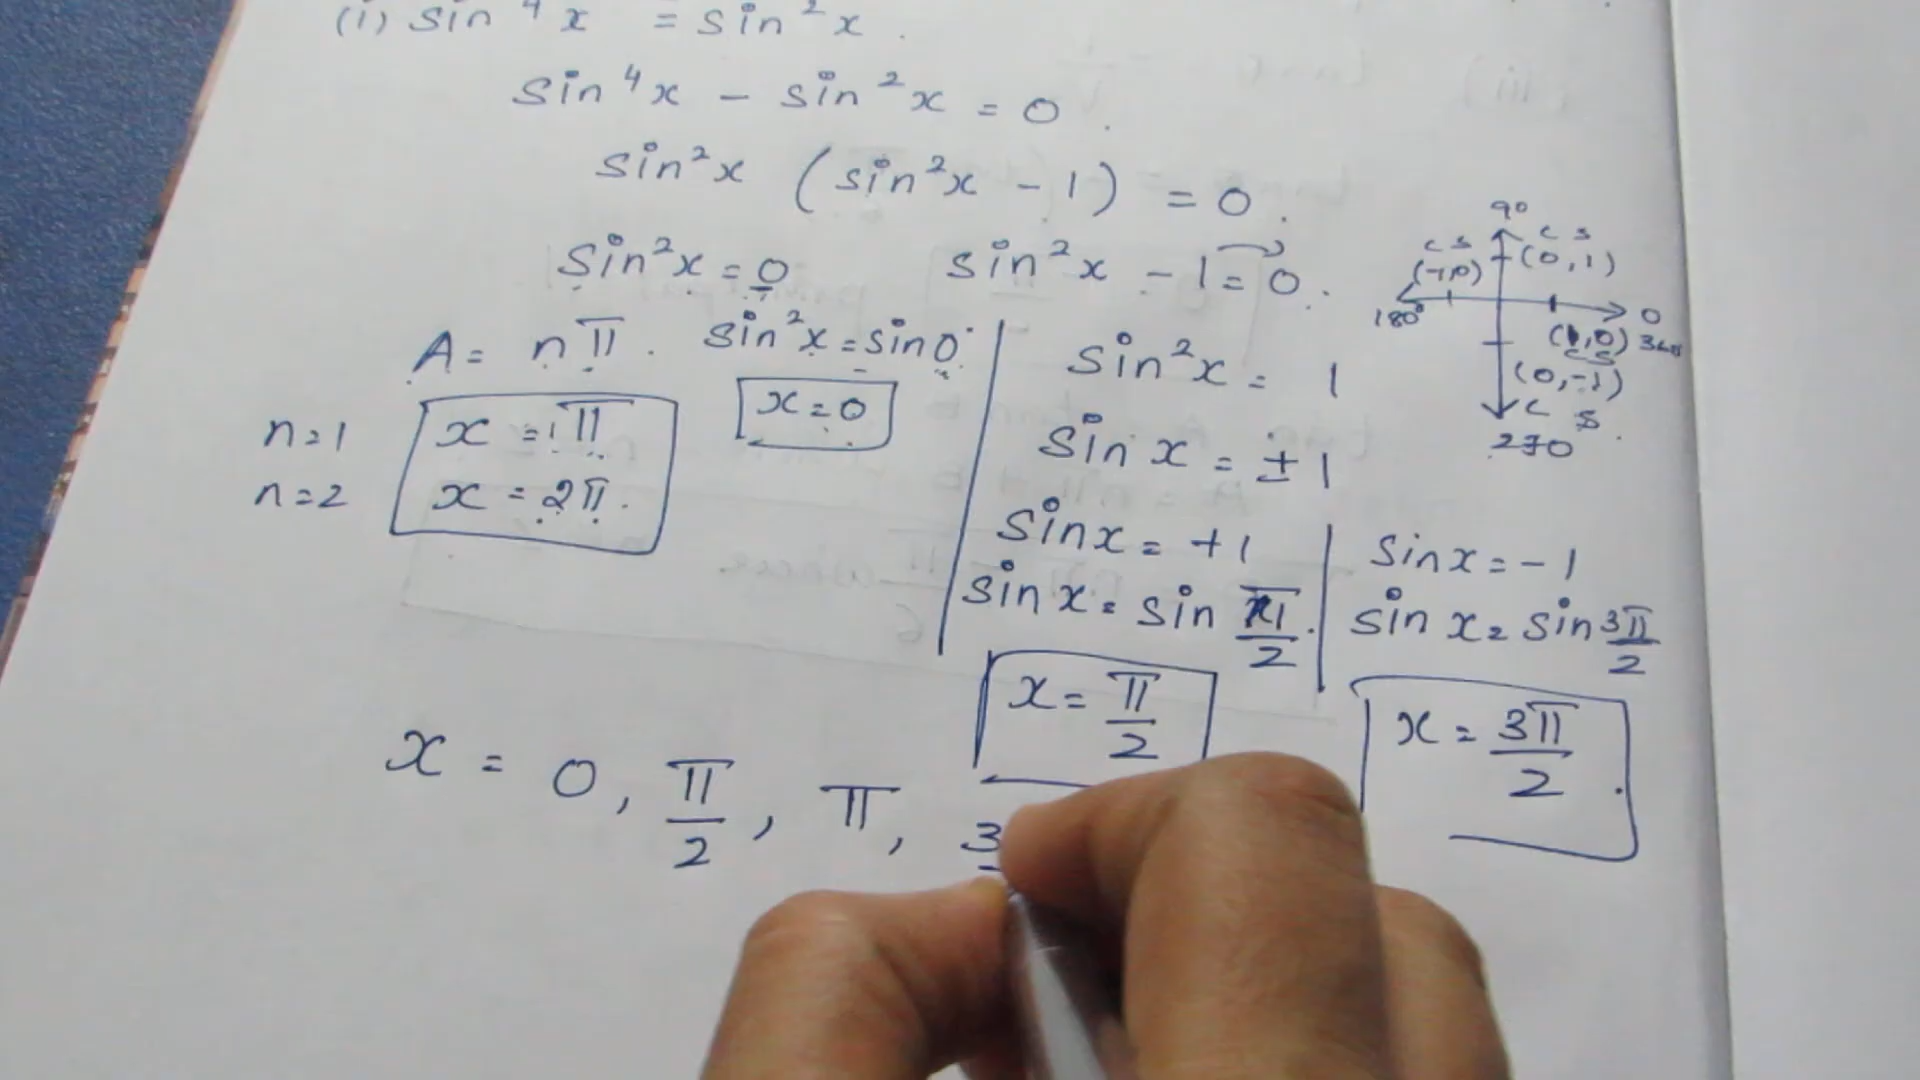 (i) sin⁴x = sin²x.
sin⁴x - sin²x = 0.
sin²x (sin²x - 1) = 0.
sin²x = 0
sin²x - 1 = 0.
A = nπ.
sin²x = sin 0
n=1 x = 1π
x = 0
n=2 x = 2π.
sin²x = 1
sin x = ± 1
sin x = +1
sin x = sin π/2.
x = π/2
sin x = -1
sin x = sin 3π/2
x = 3π/2.
90
C S
(0, 1)
C S
(-1,0)
180°
0
(1,0) 360
C S
(0, -1)
C S
270
x = 0, π/2, π, 3